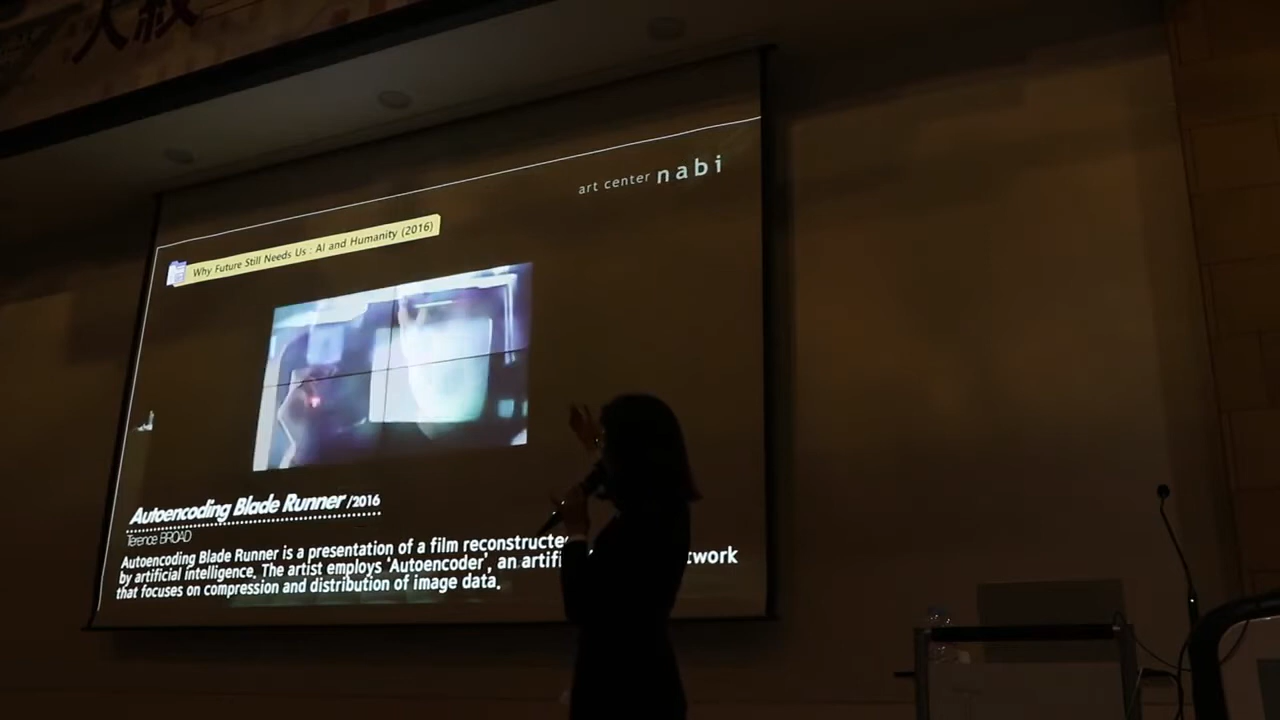 大叙
art center nabi
Why Future Still Needs Us : AI and Humanity (2016)
Autoencoding Blade Runner /2016
Terence BROAD
Autoencoding Blade Runner is a presentation of a film reconstructe
by artificial intelligence. The artist employs 'Autoencoder', an artifi twork
that focuses on compression and distribution of image data.